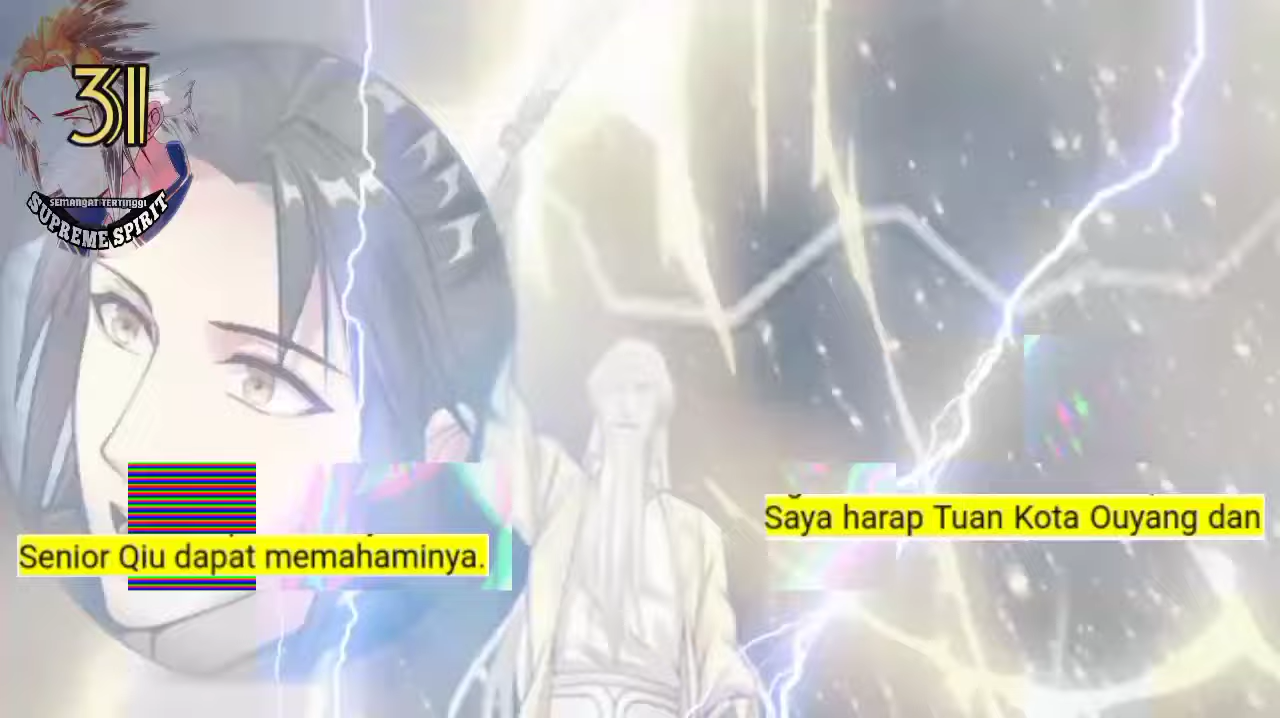 31
SEMANGAT TERTINGGI
SUPREME SPIRIT
Saya harap Tuan Kota Ouyang dan
Senior Qiu dapat memahaminya.